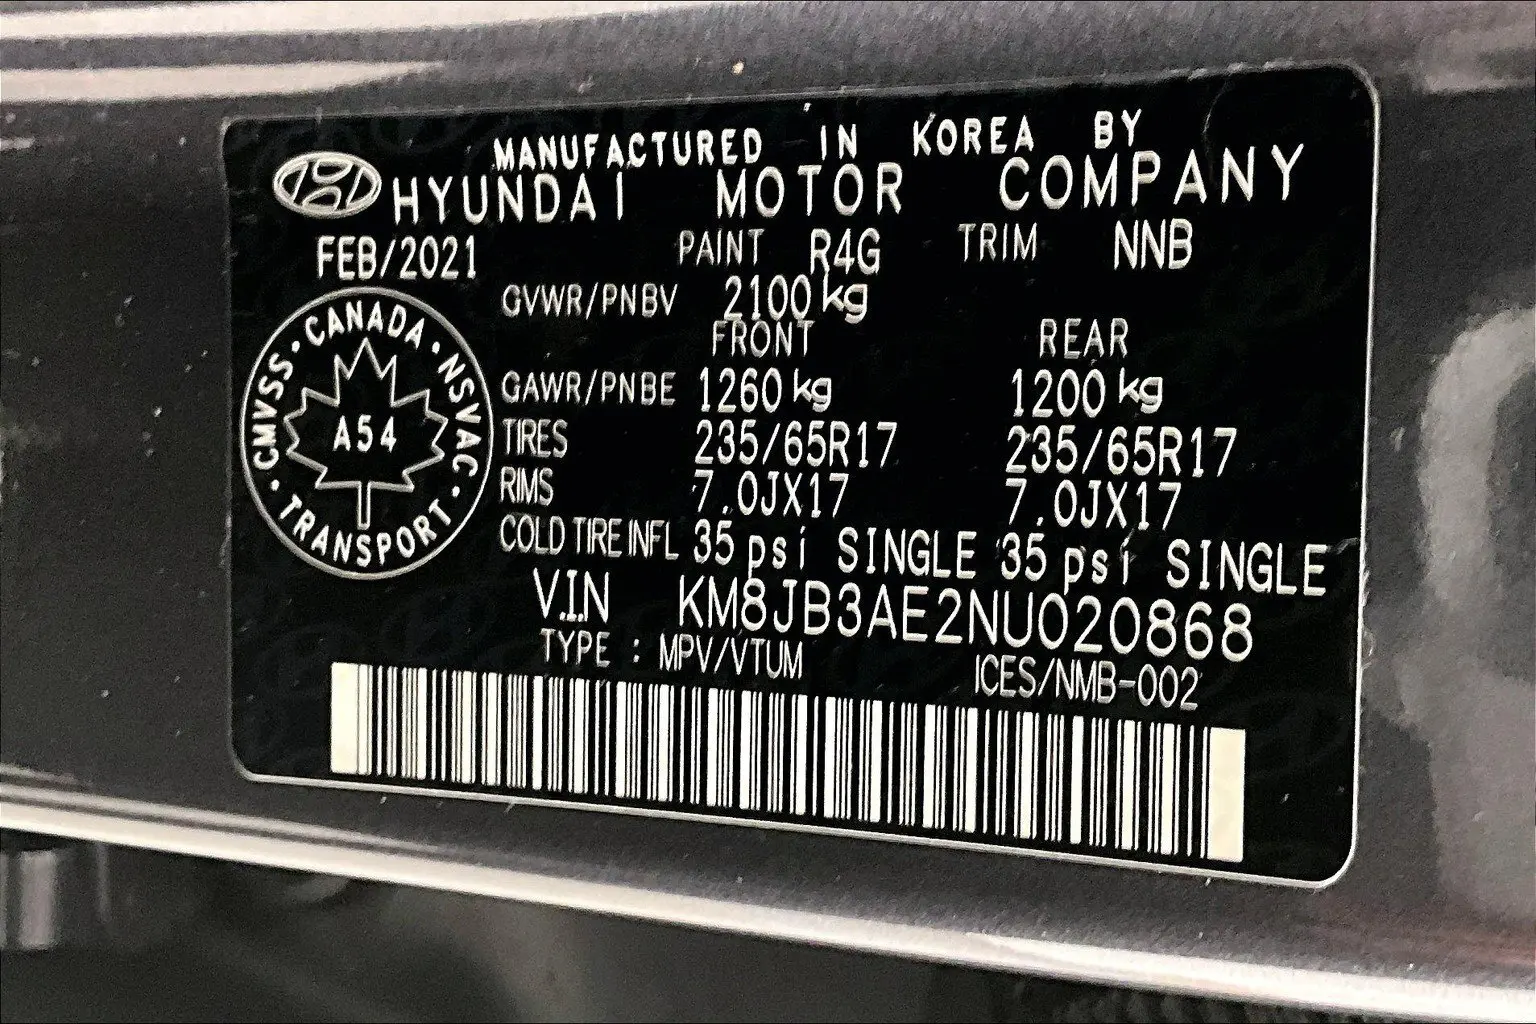 MANUFACTURED IN KOREA BY
HYUNDAI MOTOR COMPANY
FEB/2021 PAINT R4G TRIM NNB
GVWR/PNBV 2100 kg
FRONT REAR
GAWR/PNBE 1260 kg 1200 kg
TIRES 235/65R17 235/65R17
RIMS 7.0JX17 7.0JX17
COLD TIRE INFL 35 psi SINGLE 35 psi SINGLE
V.I.N KM8JB3AE2NU020868
TYPE : MPV/VTUM ICES/NMB-002
CMVSS · CANADA · NSVAC · TRANSPORT ·
A54